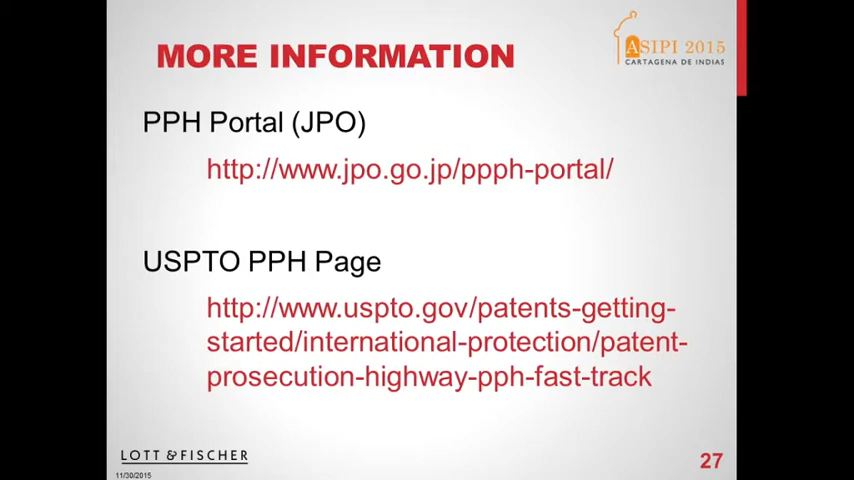 MORE INFORMATION
ASIPI 2015
CARTAGENA DE INDIAS
PPH Portal (JPO)
http://www.jpo.go.jp/ppph-portal/
USPTO PPH Page
http://www.uspto.gov/patents-getting-
started/international-protection/patent-
prosecution-highway-pph-fast-track
LOTT & FISCHER
11/30/2015
27